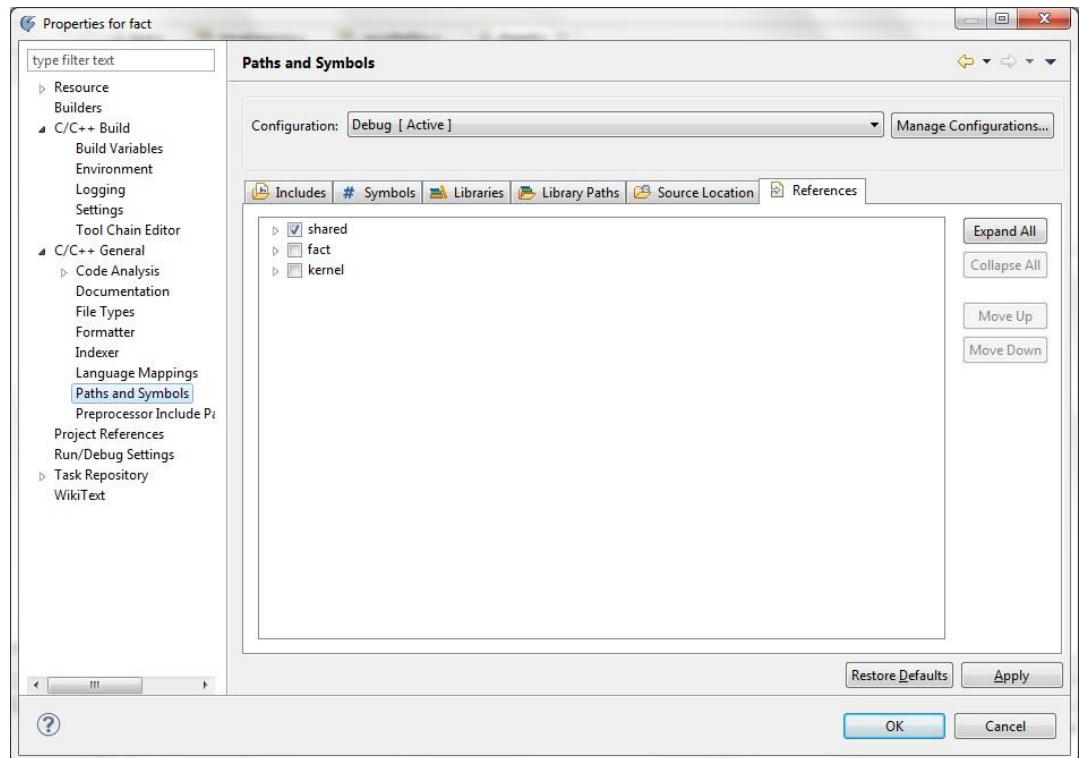 Properties for fact
type filter text
Resource
Builders
C/C++ Build
Build Variables
Environment
Logging
Settings
Tool Chain Editor
C/C++ General
Code Analysis
Documentation
File Types
Formatter
Indexer
Language Mappings
Paths and Symbols
Preprocessor Include Pa
Project References
Run/Debug Settings
Task Repository
WikiText
Paths and Symbols
Configuration: Debug [ Active ] Manage Configurations...
Includes # Symbols Libraries Library Paths Source Location References
shared
fact
kernel
Expand All
Collapse All
Move Up
Move Down
Restore Defaults Apply
? OK Cancel